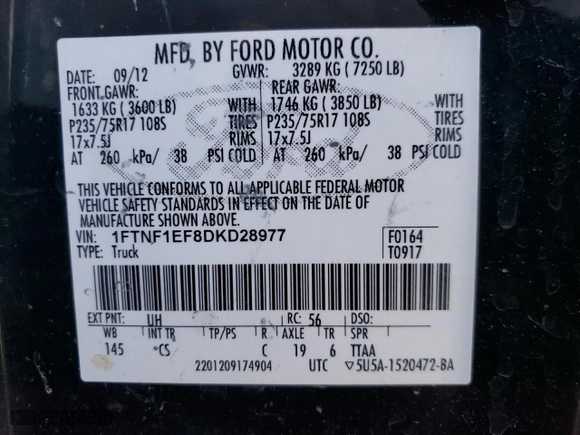 MFD. BY FORD MOTOR CO.
DATE: 09/12 GVWR: 3289 KG ( 7250 LB)
FRONT GAWR: REAR GAWR:
1633 KG ( 3600 LB) WITH 1746 KG ( 3850 LB) WITH
P235/75R17 108S TIRES P235/75R17 108S TIRES
17x7.5J RIMS 17x7.5J RIMS
AT 260 kPa/ 38 PSI COLD AT 260 kPa/ 38 PSI COLD
THIS VEHICLE CONFORMS TO ALL APPLICABLE FEDERAL MOTOR
VEHICLE SAFETY STANDARDS IN EFFECT ON THE DATE OF
MANUFACTURE SHOWN ABOVE.
VIN: 1FTNF1EF8DKD28977 F0164
TYPE: Truck T0917
EXT PNT: UH RC: 56 DSO:
WB INT TR TP/PS R AXLE TR SPR
145 °CS C 19 6 TTAA
2201209174904 UTC ▽5U5A-1520472-BA